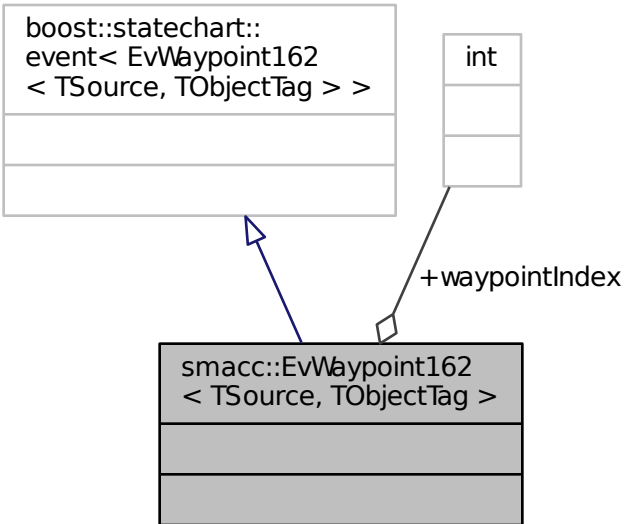 boost::statechart::
event< EvWaypoint162
< TSource, TObjectTag > >
int
+waypointIndex
smacc::EvWaypoint162
< TSource, TObjectTag >